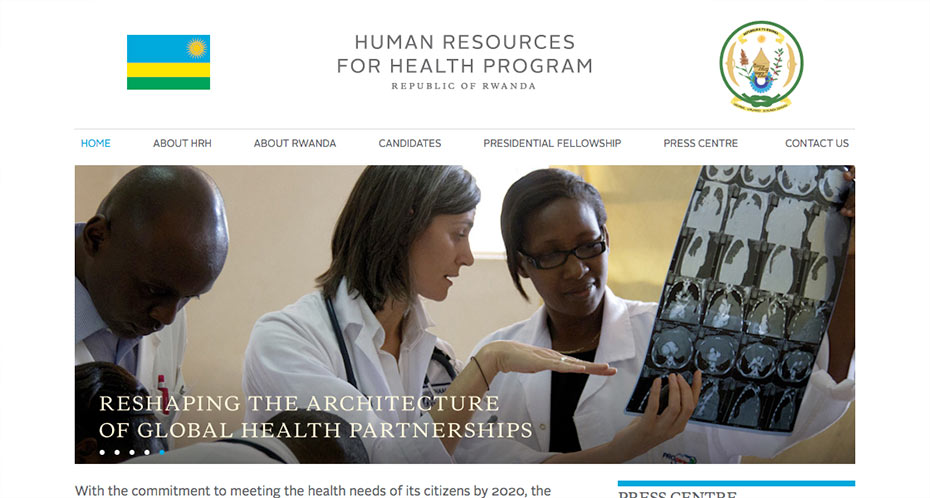 HUMAN RESOURCES
FOR HEALTH PROGRAM
REPUBLIC OF RWANDA
HOME ABOUT HRH ABOUT RWANDA CANDIDATES PRESIDENTIAL FELLOWSHIP PRESS CENTRE CONTACT US
RESHAPING THE ARCHITECTURE
OF GLOBAL HEALTH PARTNERSHIPS
With the commitment to meeting the health needs of its citizens by 2020, the
PRESS CENTRE